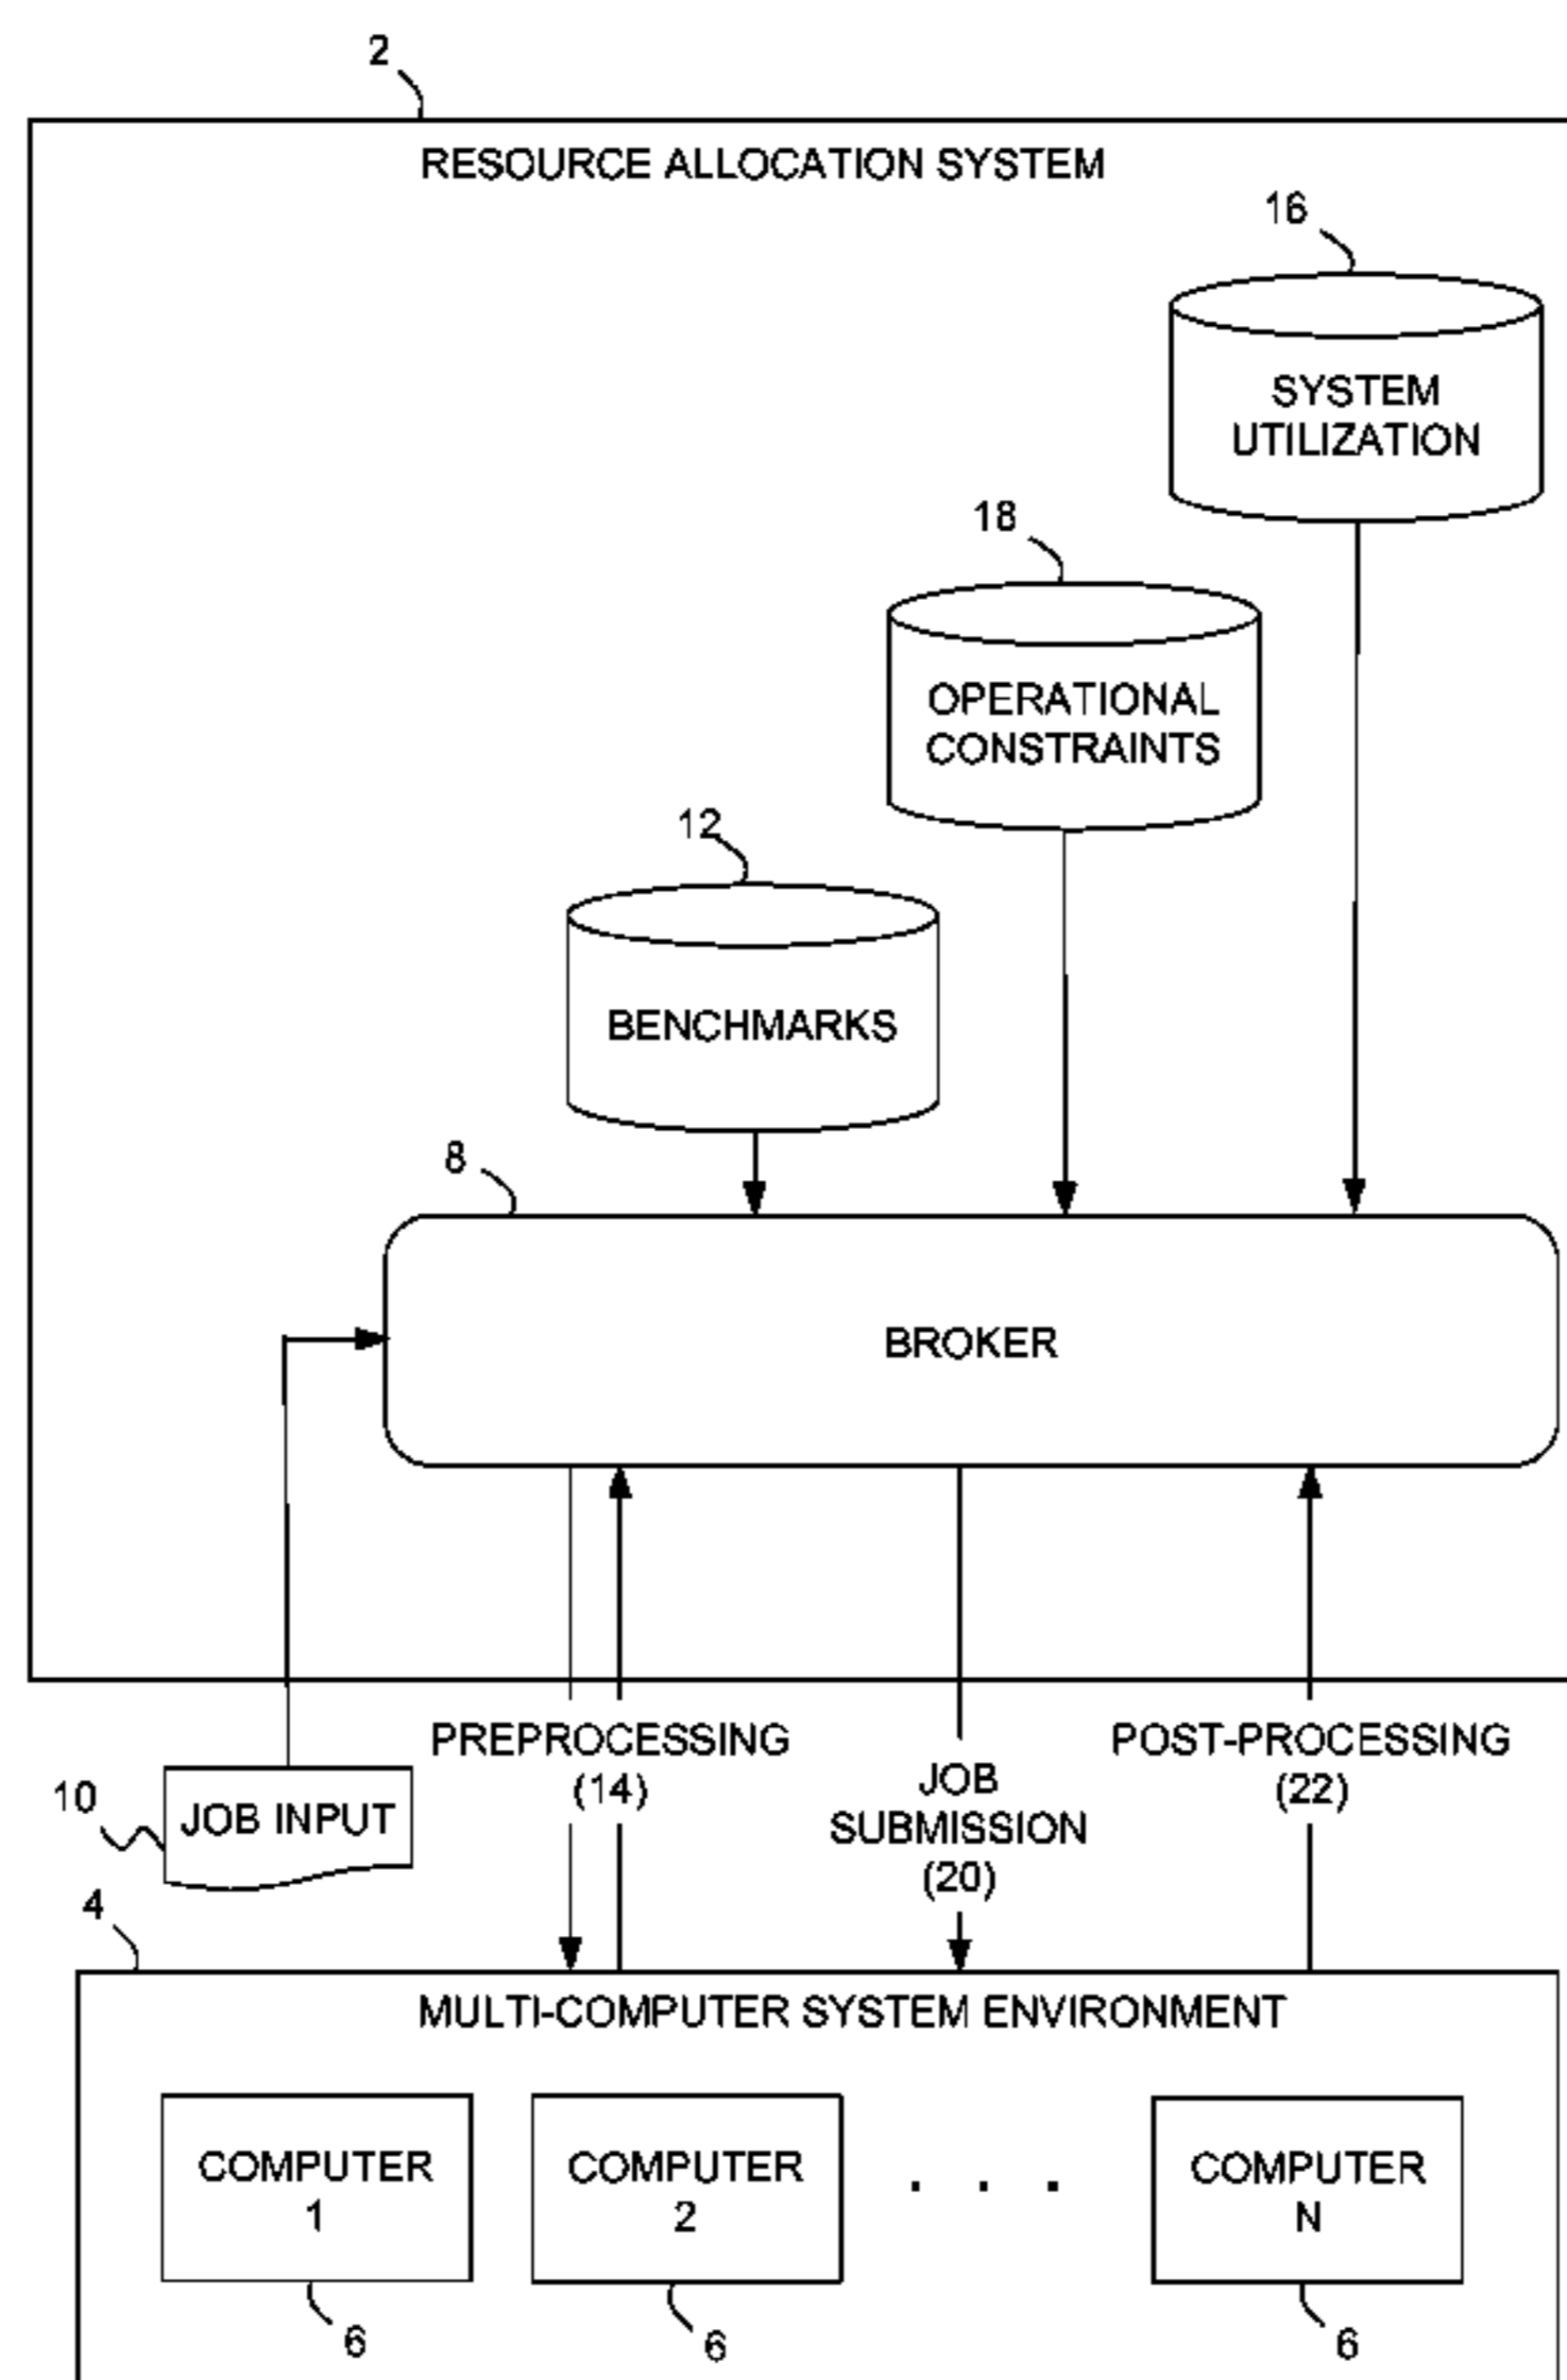 2
RESOURCE ALLOCATION SYSTEM
16
SYSTEM
UTILIZATION
18
OPERATIONAL
CONSTRAINTS
12
BENCHMARKS
8
BROKER
PREPROCESSING
(14)
JOB
SUBMISSION
(20)
POST-PROCESSING
(22)
10
JOB INPUT
4
MULTI-COMPUTER SYSTEM ENVIRONMENT
COMPUTER
1
COMPUTER
2
. . .
COMPUTER
N
6
6
6